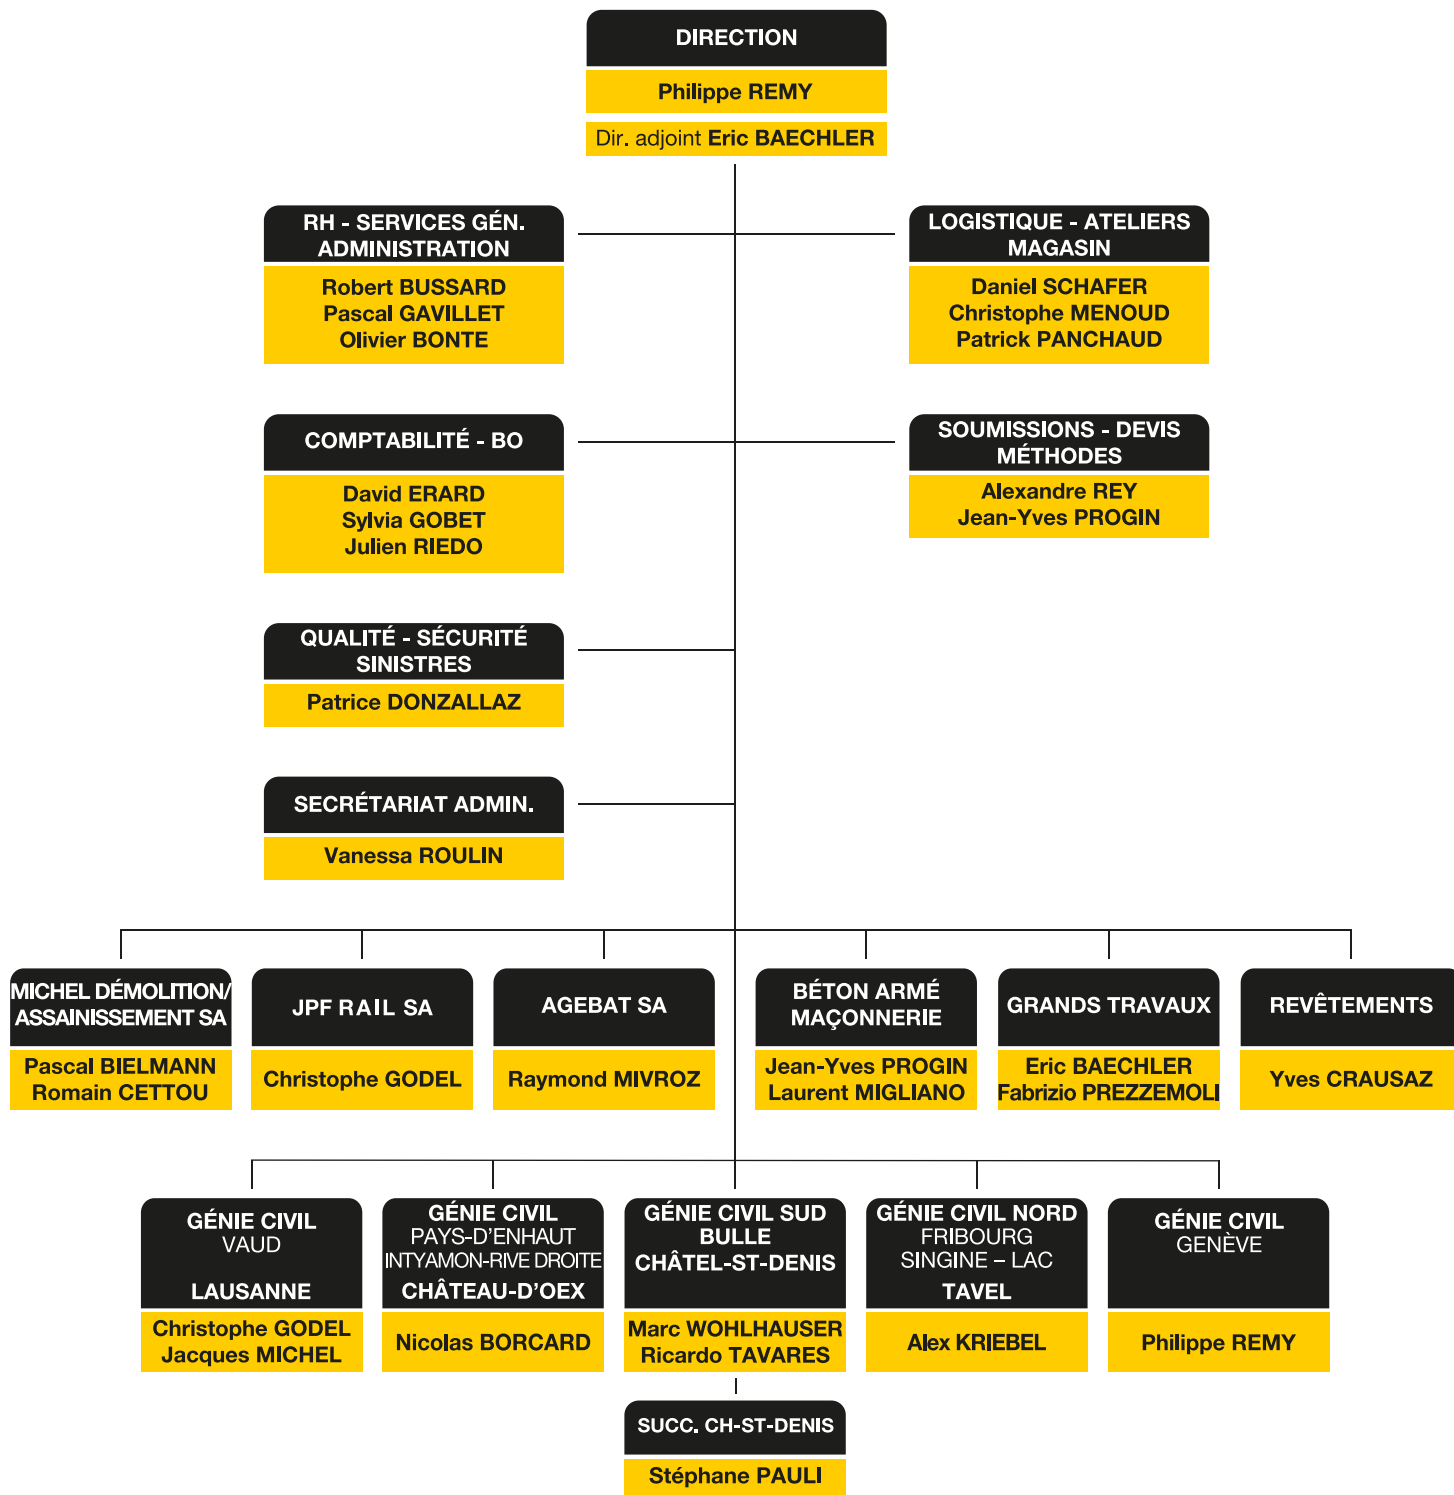 DIRECTION
Philippe REMY
Dir. adjoint Eric BAECHLER
RH - SERVICES GÉN.
ADMINISTRATION
Robert BUSSARD
Pascal GAVILLET
Olivier BONTE
LOGISTIQUE - ATELIERS
MAGASIN
Daniel SCHAFER
Christophe MENOUD
Patrick PANCHAUD
COMPTABILITÉ - BO
David ERARD
Sylvia GOBET
Julien RIEDO
SOUMISSIONS - DEVIS
MÉTHODES
Alexandre REY
Jean-Yves PROGIN
QUALITÉ - SÉCURITÉ
SINISTRES
Patrice DONZALLAZ
SECRÉTARIAT ADMIN.
Vanessa ROULIN
MICHEL DÉMOLITION/
ASSAINISSEMENT SA
Pascal BIELMANN
Romain CETTOU
JPF RAIL SA
Christophe GODEL
AGEBAT SA
Raymond MIVROZ
BÉTON ARMÉ
MAÇONNERIE
Jean-Yves PROGIN
Laurent MIGLIANO
GRANDS TRAVAUX
Eric BAECHLER
Fabrizio PREZZEMOLI
REVÊTEMENTS
Yves CRAUSAZ
GÉNIE CIVIL
VAUD
LAUSANNE
Christophe GODEL
Jacques MICHEL
GÉNIE CIVIL
PAYS-D'ENHAUT
INTYAMON-RIVE DROITE
CHÂTEAU-D'OEX
Nicolas BORCARD
GÉNIE CIVIL SUD
BULLE
CHÂTEL-ST-DENIS
Marc WOHLHAUSER
Ricardo TAVARES
GÉNIE CIVIL NORD
FRIBOURG
SINGINE – LAC
TAVEL
Alex KRIEBEL
GÉNIE CIVIL
GENÈVE
Philippe REMY
SUCC. CH-ST-DENIS
Stéphane PAULI